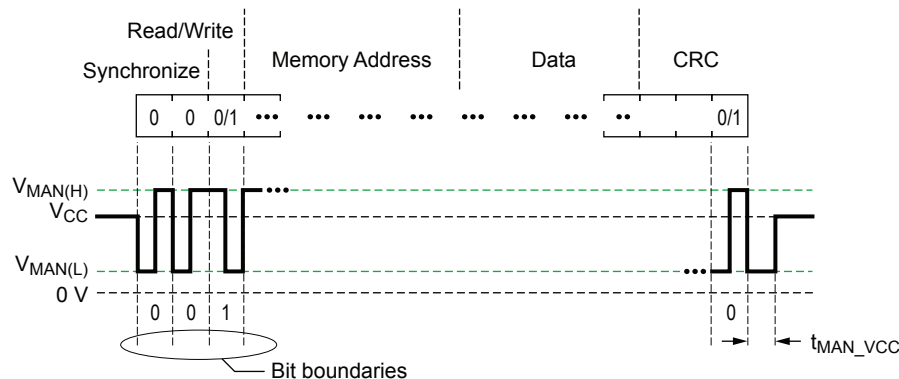 Read/Write
Memory Address Data CRC
Synchronize
0 0 0/1 ••• ••• ••• ••• ••• ••• ••• •• 0/1
V_MAN(H) •••
V_CC
V_MAN(L) •••
0 V
0 0 1 0
t_MAN_VCC
Bit boundaries